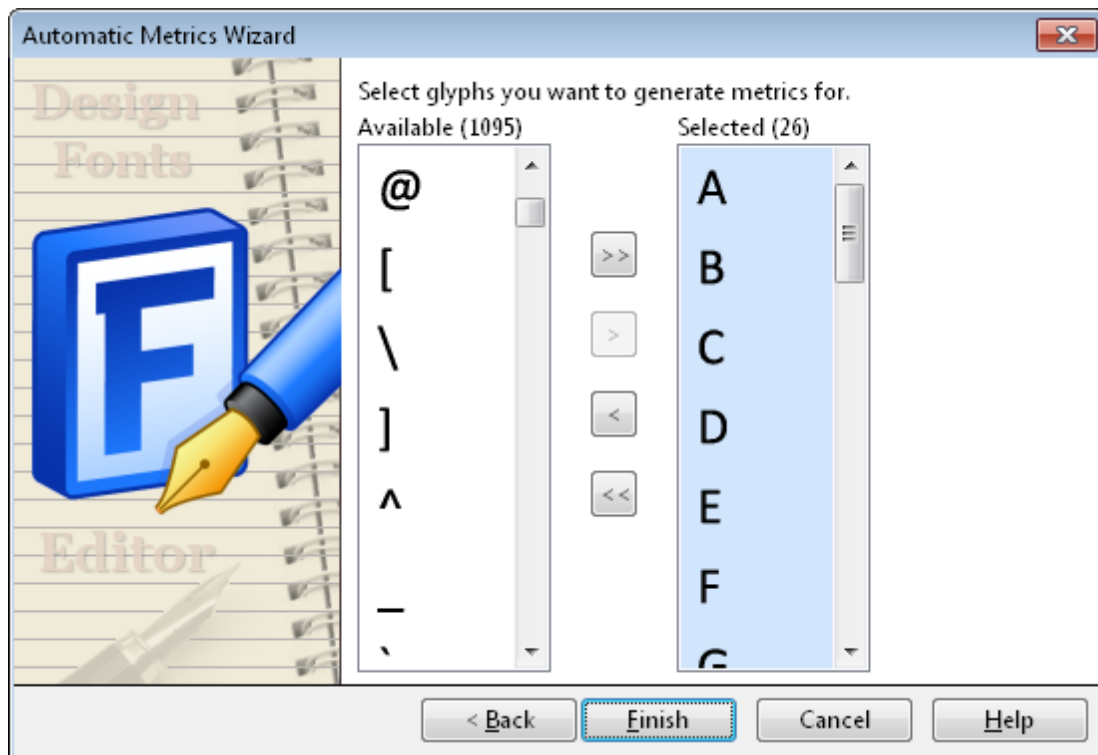 Automatic Metrics Wizard
Design
Fonts
F
Editor
Select glyphs you want to generate metrics for.
Available (1095)
@
[
\
]
^
_
`
>>
>
<
<<
Selected (26)
A
B
C
D
E
F
G
< Back
Finish
Cancel
Help